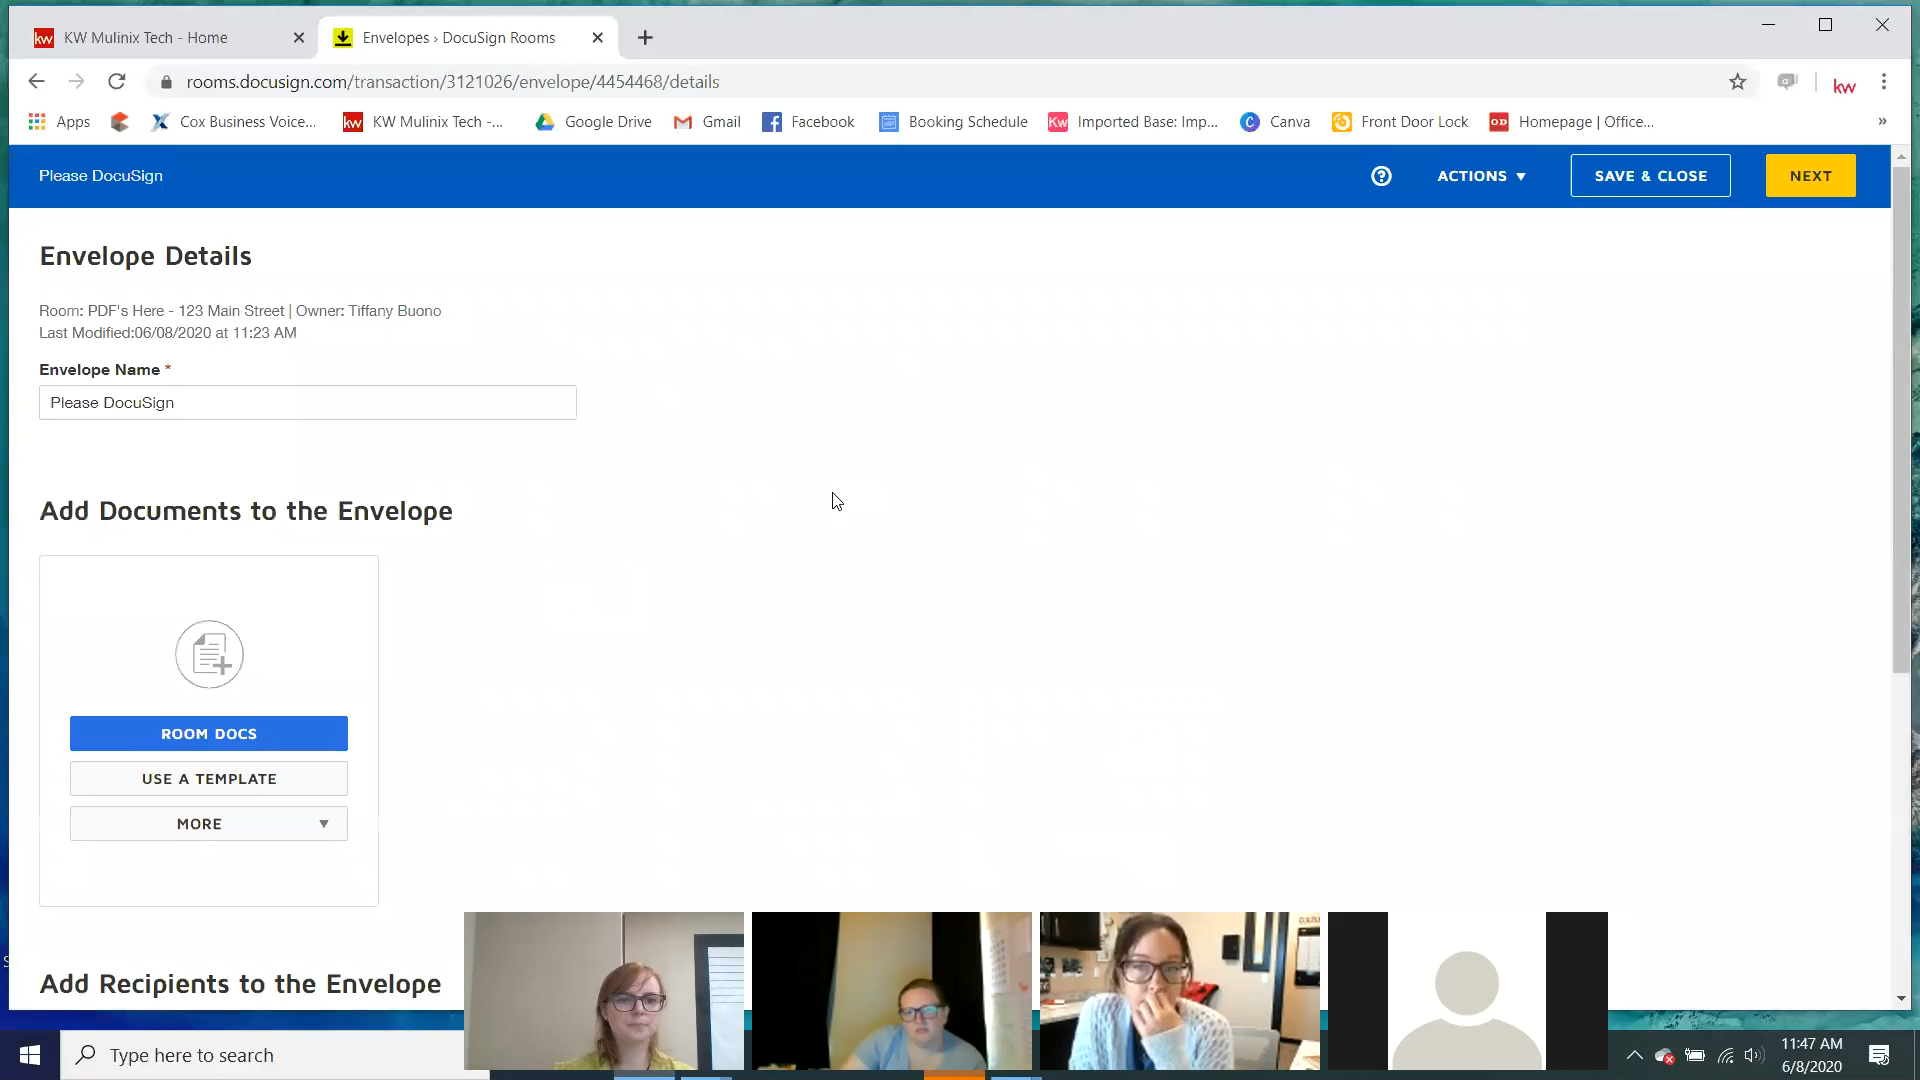 KW Mulinix Tech - Home
Envelopes › DocuSign Rooms
rooms.docusign.com/transaction/3121026/envelope/4454468/details
kw
Apps
Cox Business Voice...
kw
KW Mulinix Tech -...
Google Drive
Gmail
Facebook
Booking Schedule
Kw
Imported Base: Imp...
Canva
Front Door Lock
OD
Homepage | Office...
»
Please DocuSign
ACTIONS
SAVE & CLOSE
NEXT
Envelope Details
Room: PDF's Here - 123 Main Street | Owner: Tiffany Buono
Last Modified:06/08/2020 at 11:23 AM
Envelope Name *
Please DocuSign
Add Documents to the Envelope
ROOM DOCS
USE A TEMPLATE
MORE
Add Recipients to the Envelope
Type here to search
11:47 AM
6/8/2020